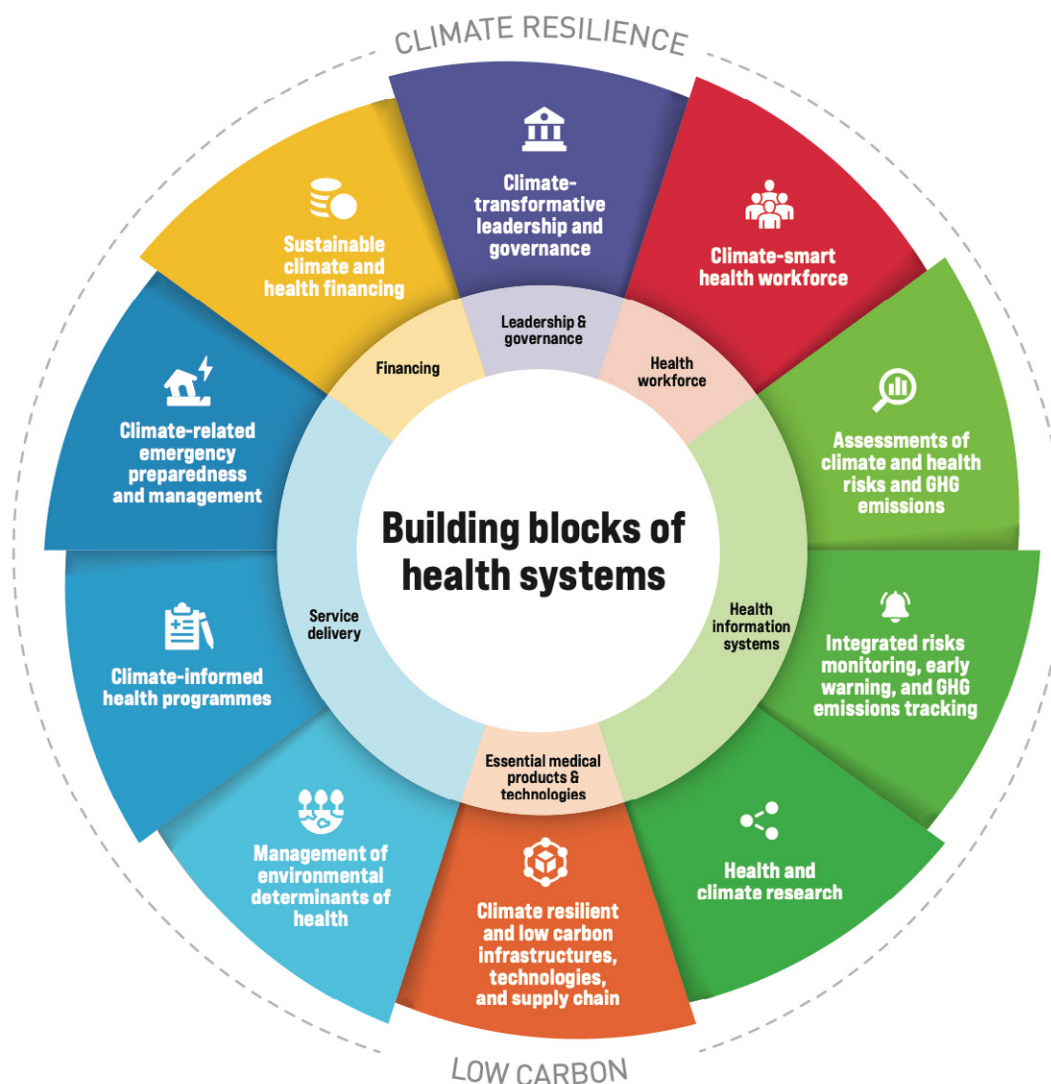 CLIMATE RESILIENCE
Climate-
transformative
leadership and
governance
Climate-smart
health workforce
Assessments of
climate and health
risks and GHG
emissions
Integrated risks
monitoring, early
warning, and GHG
emissions tracking
Health and
climate research
Climate resilient
and low carbon
infrastructures,
technologies,
and supply chain
Management of
environmental
determinants of
health
Climate-informed
health programmes
Climate-related
emergency
preparedness
and management
Sustainable
climate and
health financing
Leadership &
governance
Health
workforce
Health
information
systems
Essential medical
products &
technologies
Service
delivery
Financing
Building blocks of
health systems
LOW CARBON